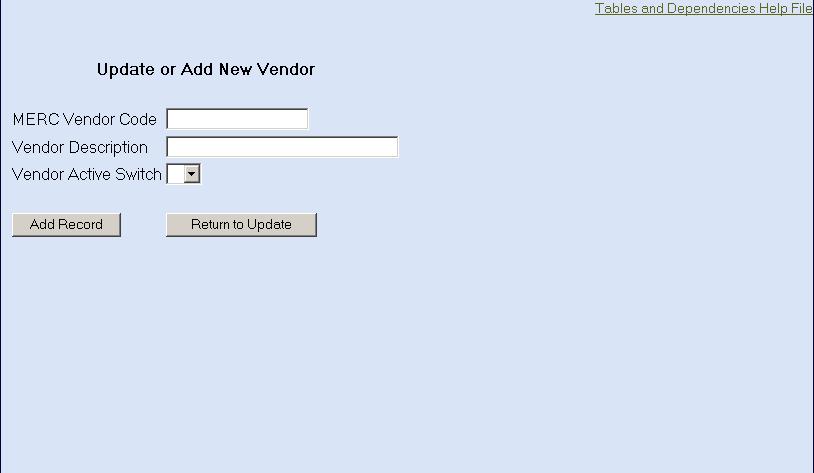 Tables and Dependencies Help File
Update or Add New Vendor
MERC Vendor Code
Vendor Description
Vendor Active Switch
Add Record Return to Update